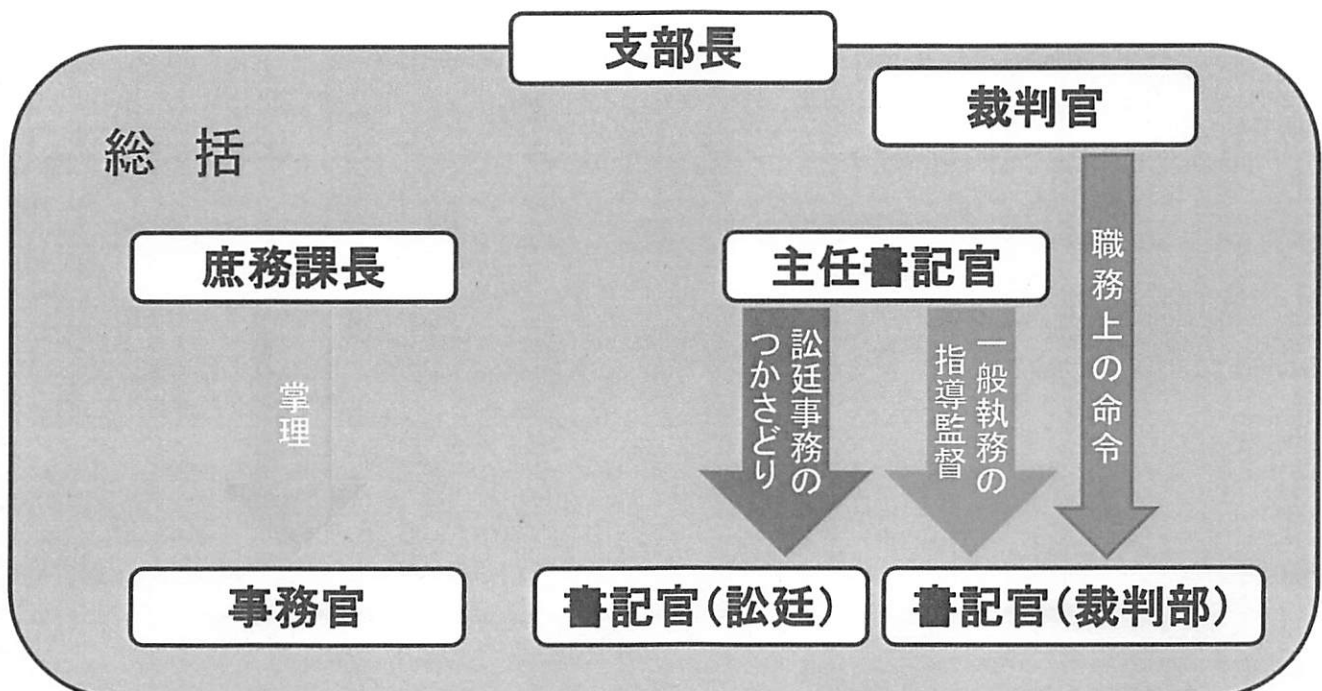 支部長
裁判官
総 括
庶務課長
主任書記官
掌理
訟廷事務の
つかさどり
一般執務の
指導監督
職務上の命令
事務官
書記官(訟廷)
書記官(裁判部)